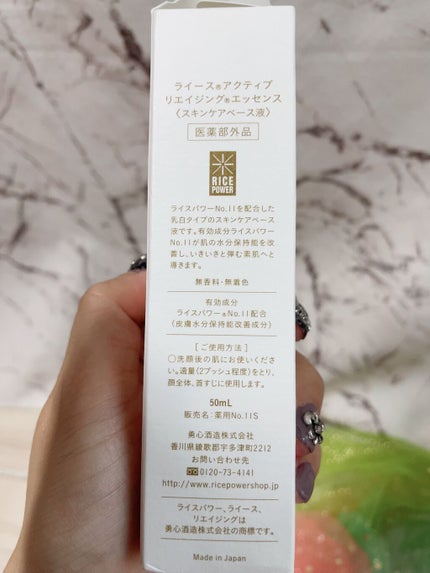 ライース®アクティブ
リエイジング®エッセンス
〈スキンケアベース液〉
医薬部外品
RICE
POWER
ライスパワーNo.11を配合した
乳白タイプのスキンケアベース
液です。有効成分ライスパワー
No.11が肌の水分保持能を改
善し、いきいきと弾む素肌へと
導きます。
無香料・無着色
有効成分
ライスパワー®No.11配合
(皮膚水分保持能改善成分)
[ご使用方法]
○洗顔後の肌にお使いくださ
い。適量(2プッシュ程度)をとり、
顔全体、首すじに使用します。
50mL
販売名:薬用No.11S
勇心酒造株式会社
香川県綾歌郡宇多津町2212
お問い合わせ先
0120-73-4141
http://www.ricepowershop.jp
ライスパワー、ライース、
リエイジングは
勇心酒造株式会社の商標です。
Made in Japan